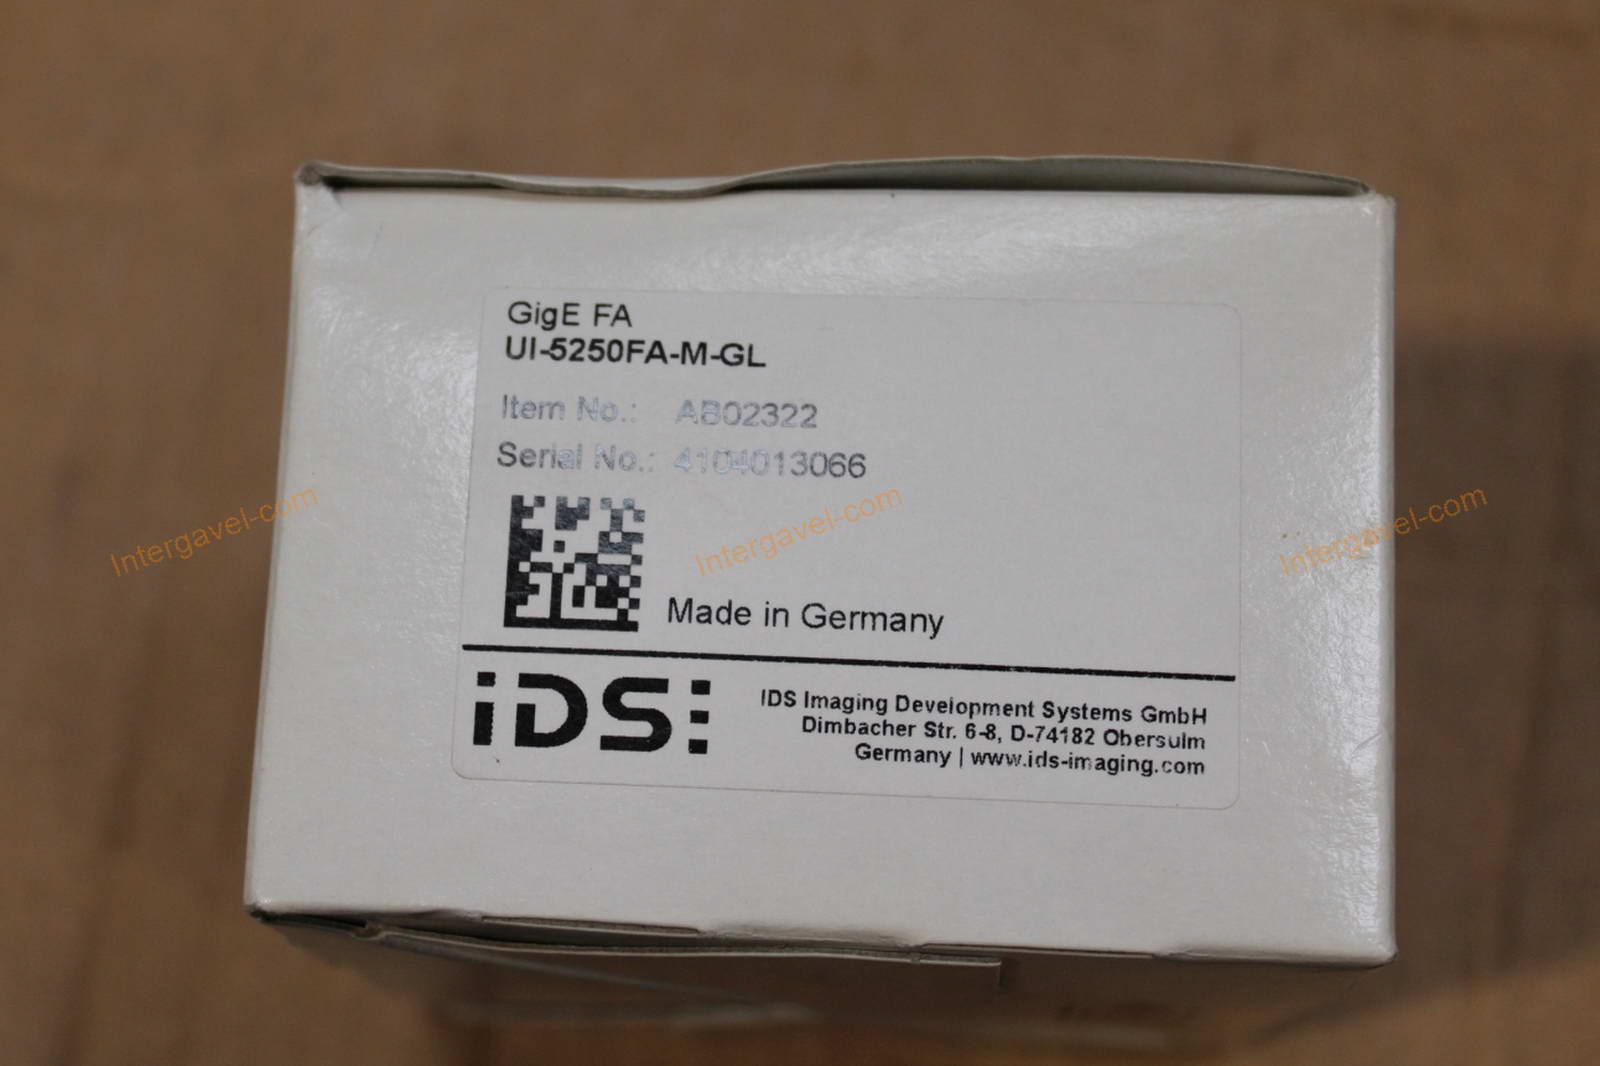 GigE FA
UI-5250FA-M-GL
Item No.: AB02322
Serial No.: 4104013066
Made in Germany
IDS
IDS Imaging Development Systems GmbH
Dimbacher Str. 6-8, D-74182 Obersulm
Germany | www.ids-imaging.com
Intergavel-com
Intergavel-com
Intergavel-com